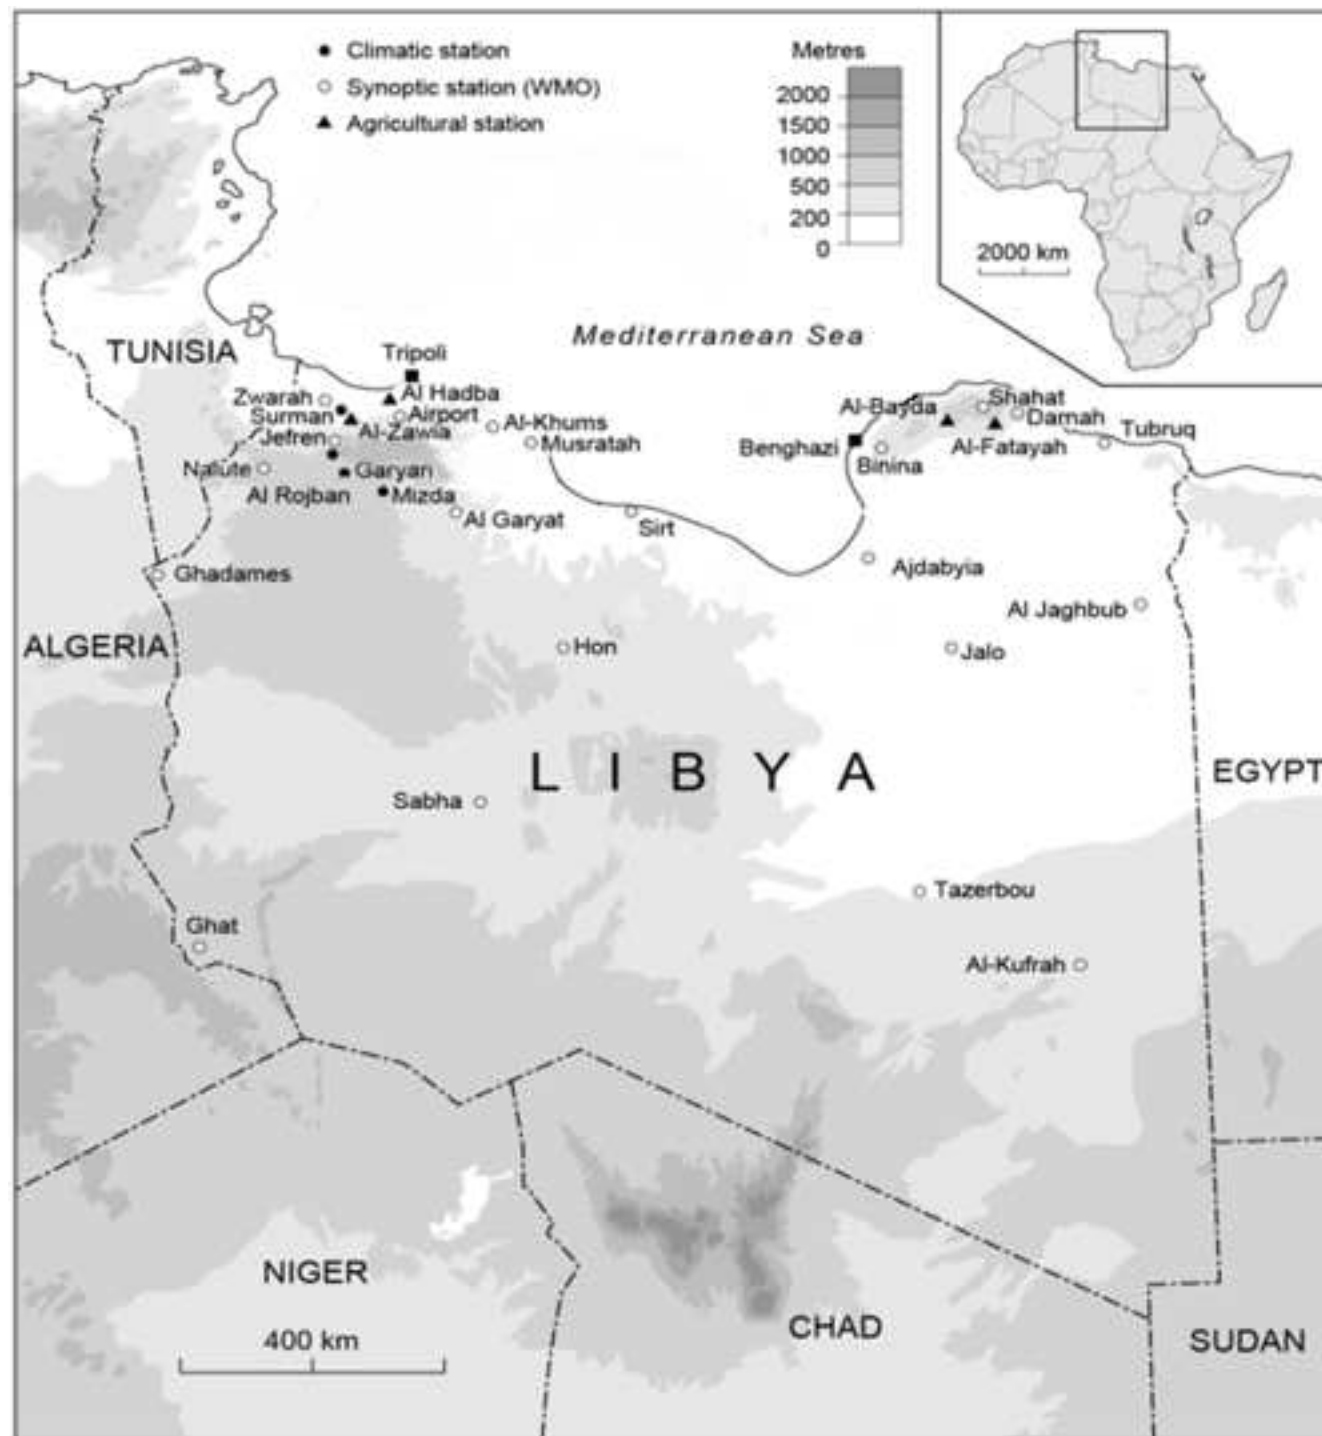 Climatic station
Synoptic station (WMO)
Agricultural station
Metres
2000
1500
1000
500
200
0
2000 km
Mediterranean Sea
TUNISIA
Tripoli
Zwarah
Al Hadba
Surman
Airport
Al-Zawia
Al-Khums
Jefren
Musratah
Nalute
Garyan
Al Rojban
Mizda
Al Garyat
Sirt
Ghadames
Al-Bayda
Shahat
Darnah
Benghazi
Binina
Al-Fatayah
Tubruq
Ajdabyia
Al Jaghbub
ALGERIA
Hon
Jalo
LIBYA
EGYPT
Sabha
Tazerbou
Ghat
Al-Kufrah
NIGER
400 km
CHAD
SUDAN